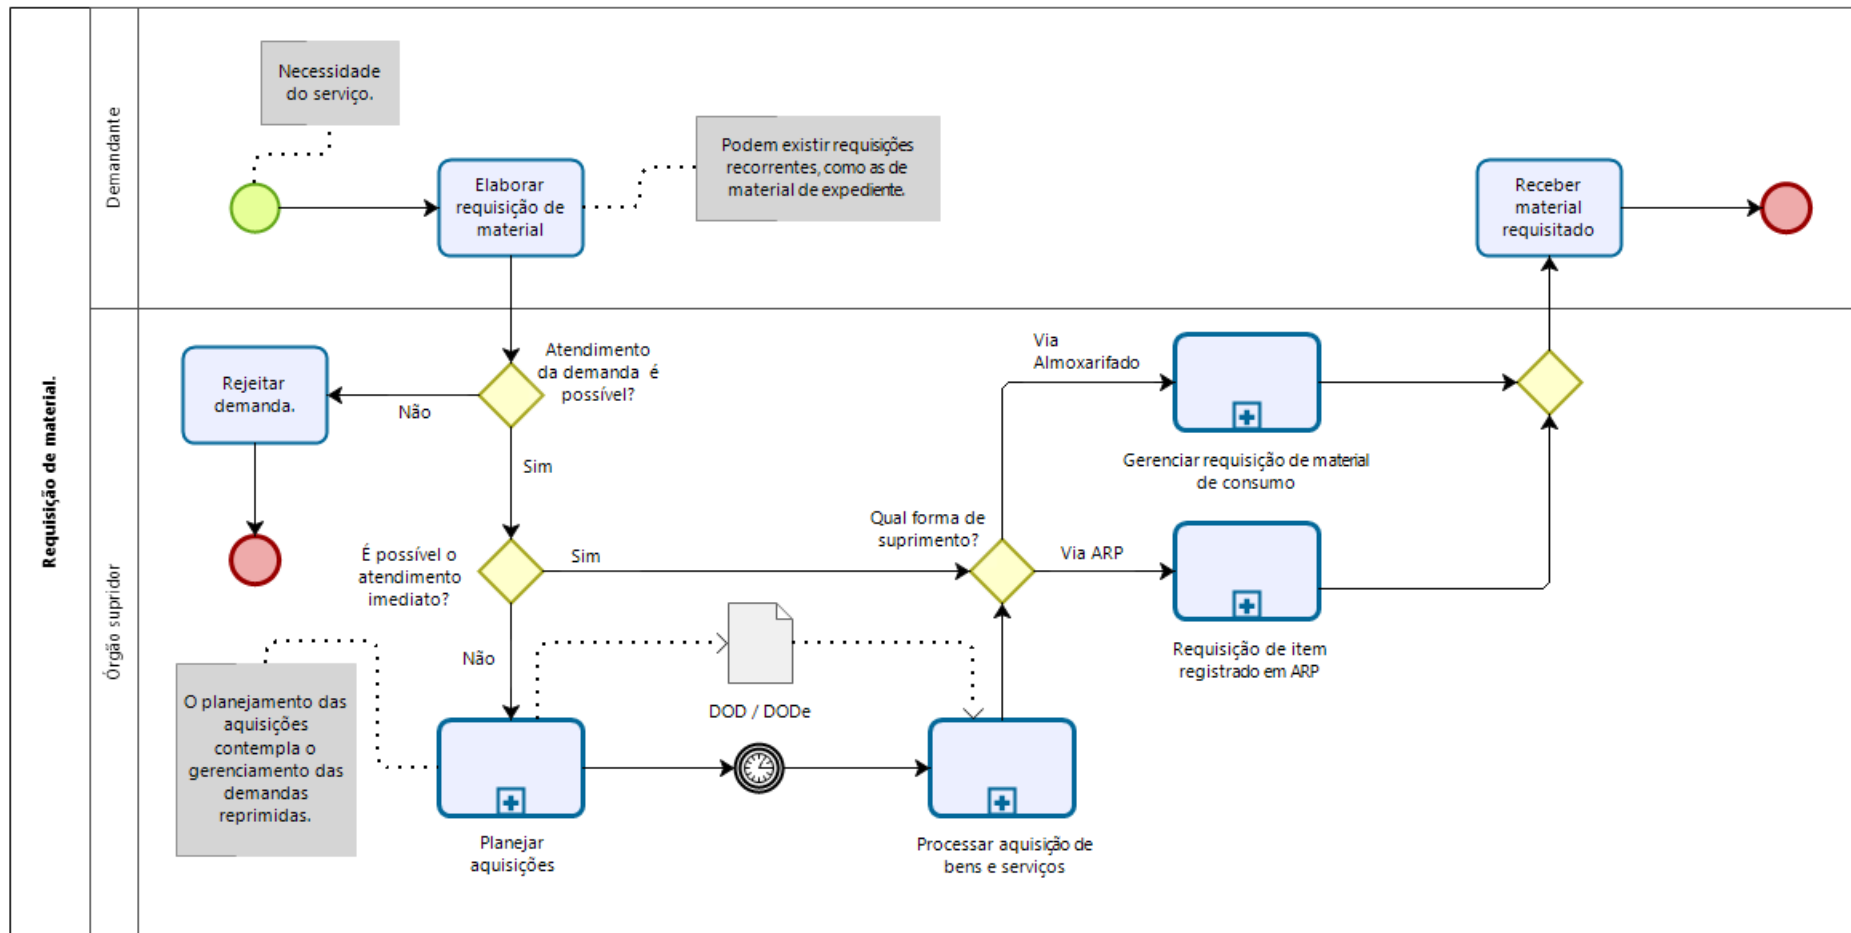 Requisição de material.
Demandante
Necessidade
do serviço.
Elaborar
requisição de
material
Podem existir requisições
recorrentes, como as de
material de expediente.
Receber
material
requisitado
Órgão supridor
Rejeitar
demanda.
Não
Atendimento
da demanda é
possível?
Sim
É possível o
atendimento
imediato?
Sim
Não
Qual forma de
suprimento?
Via
Almoxarifado
Via ARP
Gerenciar requisição de material
de consumo
Requisição de item
registrado em ARP
DOD / DODe
O planejamento das
aquisições
contempla o
gerenciamento das
demandas
reprimidas.
Planejar
aquisições
Processar aquisição de
bens e serviços